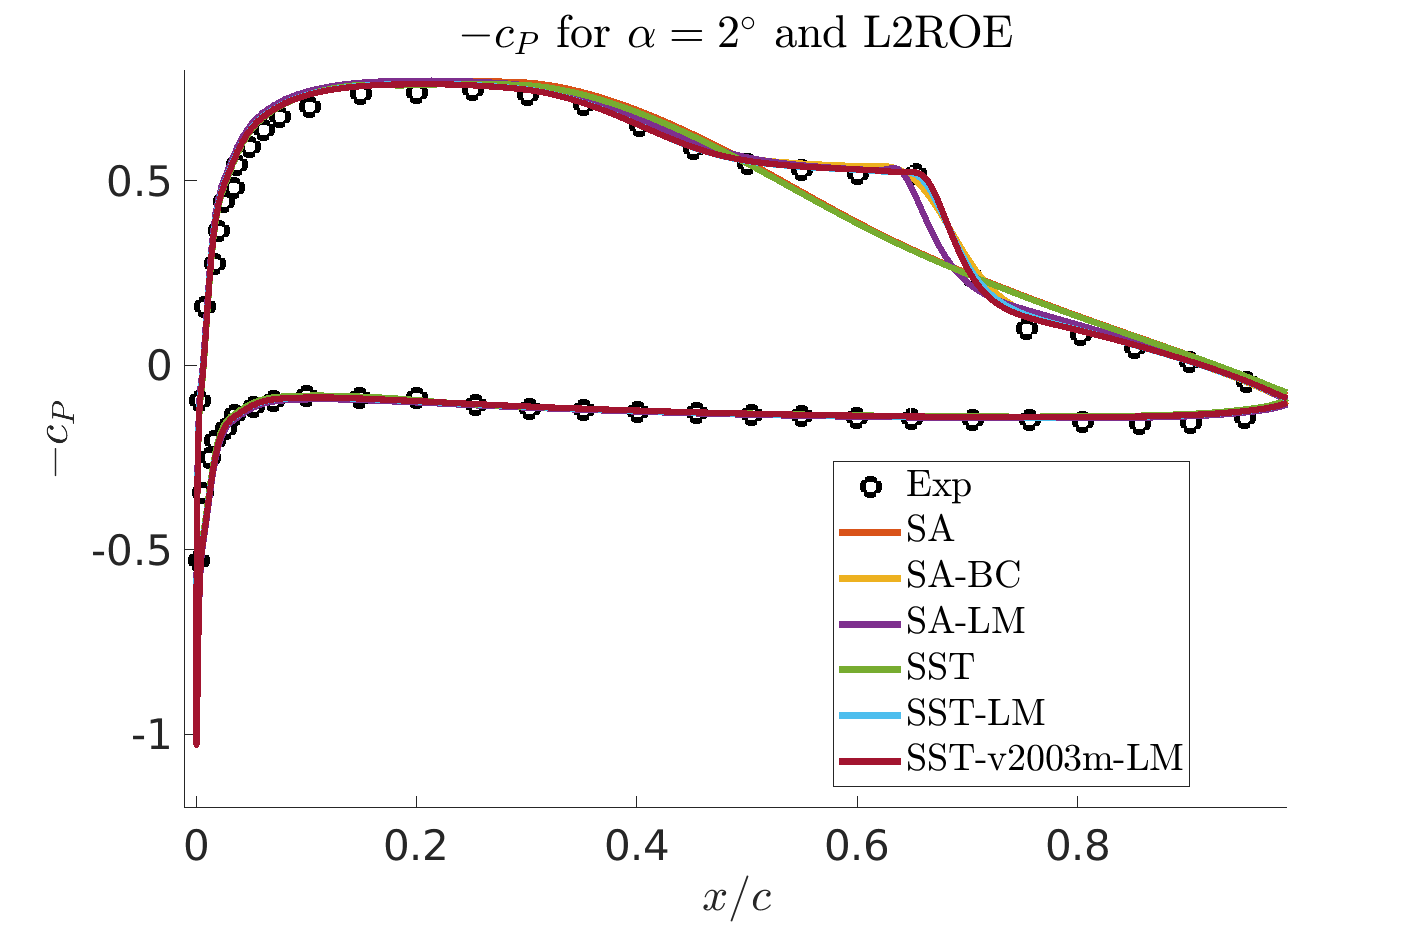 −c_P for α = 2° and L2ROE
0.5
0
-0.5
-1
−c_P
0
0.2
0.4
0.6
0.8
x/c
Exp
SA
SA-BC
SA-LM
SST
SST-LM
SST-v2003m-LM